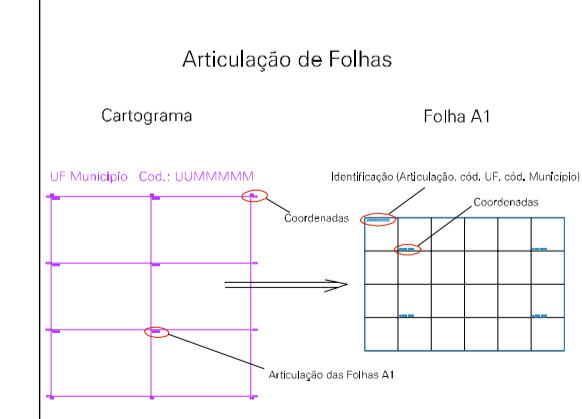 Articulação de Folhas
Cartograma
Folha A1
UF Município Cod.: UUMMMMM
Identificação (Articulação, cód. UF, cód. Município)
Coordenadas
Coordenadas
Articulação das Folhas A1